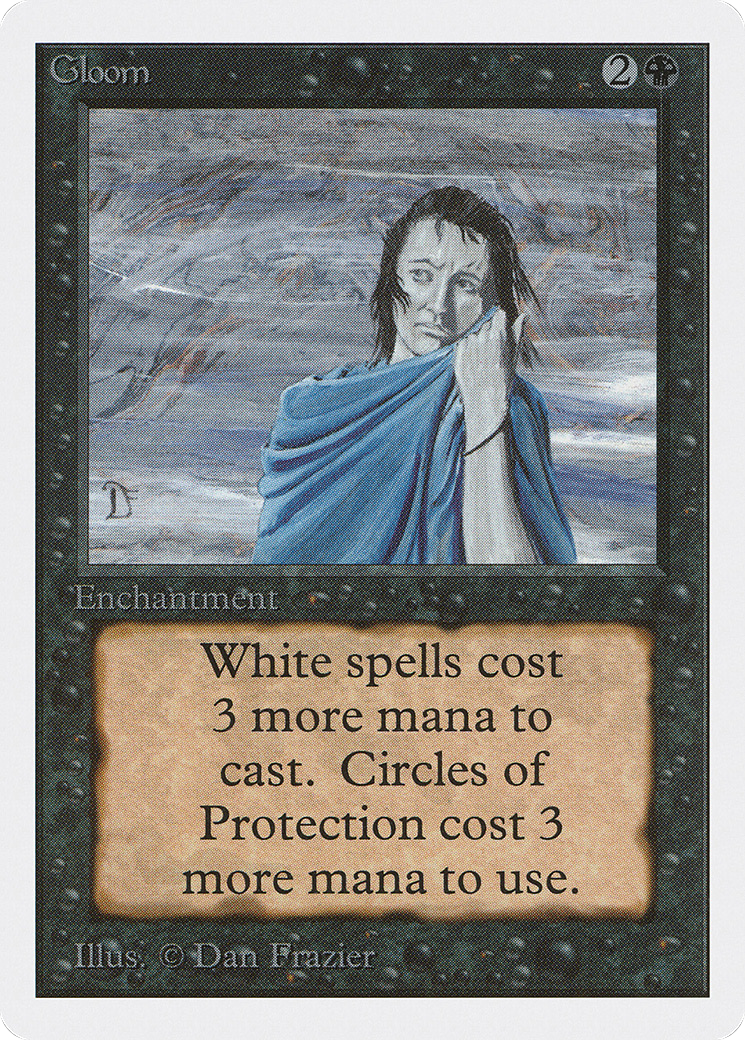 Gloom 2
DF
Enchantment
White spells cost
3 more mana to
cast. Circles of
Protection cost 3
more mana to use.
Illus. © Dan Frazier